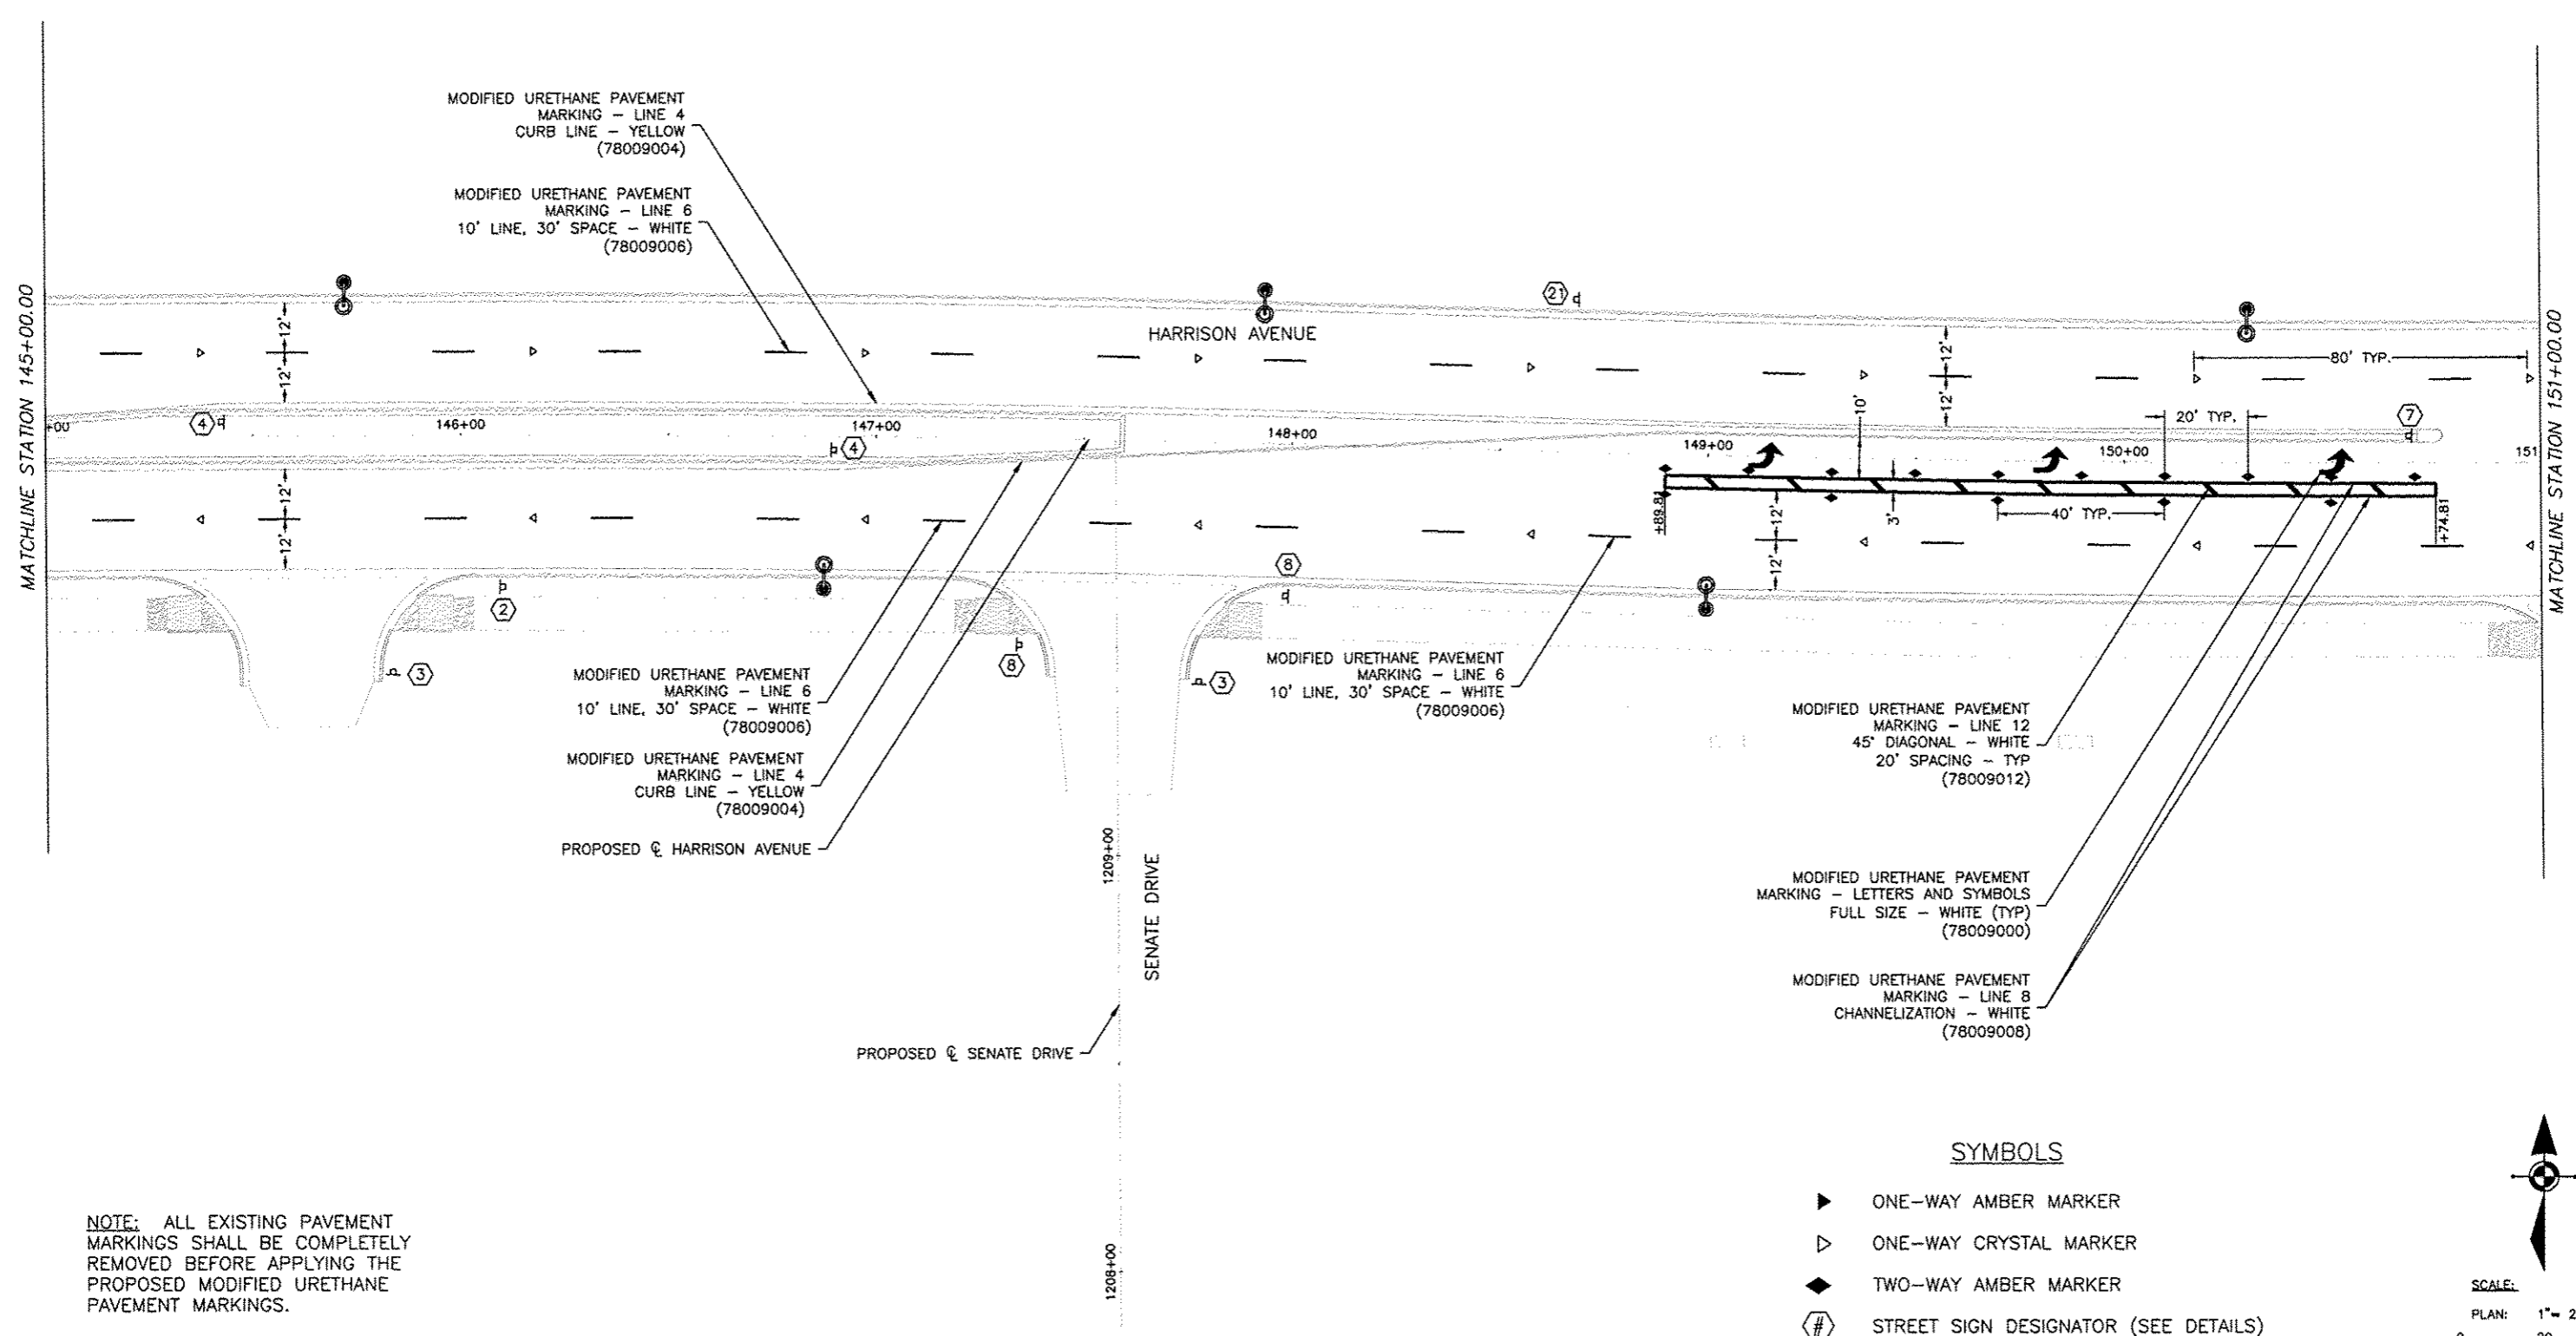 MODIFIED URETHANE PAVEMENT
MARKING - LINE 4
CURB LINE - YELLOW
(78009004)
MODIFIED URETHANE PAVEMENT
MARKING - LINE 6
10' LINE, 30' SPACE - WHITE
(78009006)
MATCHLINE STATION 145+00.00
MATCHLINE STATION 151+00.00
21
HARRISON AVENUE
12'
12'
12'
12'
80' TYP.
10'
20' TYP.
7
4
4
+00
146+00
147+00
148+00
149+00
150+00
151
12'
12'
+89.81
12'
12'
3'
40' TYP.
+74.81
8
2
8
3
3
MODIFIED URETHANE PAVEMENT
MARKING - LINE 6
10' LINE, 30' SPACE - WHITE
(78009006)
MODIFIED URETHANE PAVEMENT
MARKING - LINE 4
CURB LINE - YELLOW
(78009004)
PROPOSED ℄ HARRISON AVENUE
MODIFIED URETHANE PAVEMENT
MARKING - LINE 6
10' LINE, 30' SPACE - WHITE
(78009006)
MODIFIED URETHANE PAVEMENT
MARKING - LINE 12
45° DIAGONAL - WHITE
20' SPACING - TYP
(78009012)
MODIFIED URETHANE PAVEMENT
MARKING - LETTERS AND SYMBOLS
FULL SIZE - WHITE (TYP)
(78009000)
MODIFIED URETHANE PAVEMENT
MARKING - LINE 8
CHANNELIZATION - WHITE
(78009008)
1209+00
SENATE DRIVE
PROPOSED ℄ SENATE DRIVE
1208+00
NOTE: ALL EXISTING PAVEMENT
MARKINGS SHALL BE COMPLETELY
REMOVED BEFORE APPLYING THE
PROPOSED MODIFIED URETHANE
PAVEMENT MARKINGS.
SYMBOLS
ONE-WAY AMBER MARKER
ONE-WAY CRYSTAL MARKER
TWO-WAY AMBER MARKER
# STREET SIGN DESIGNATOR (SEE DETAILS)
SCALE:
PLAN: 1"= 2